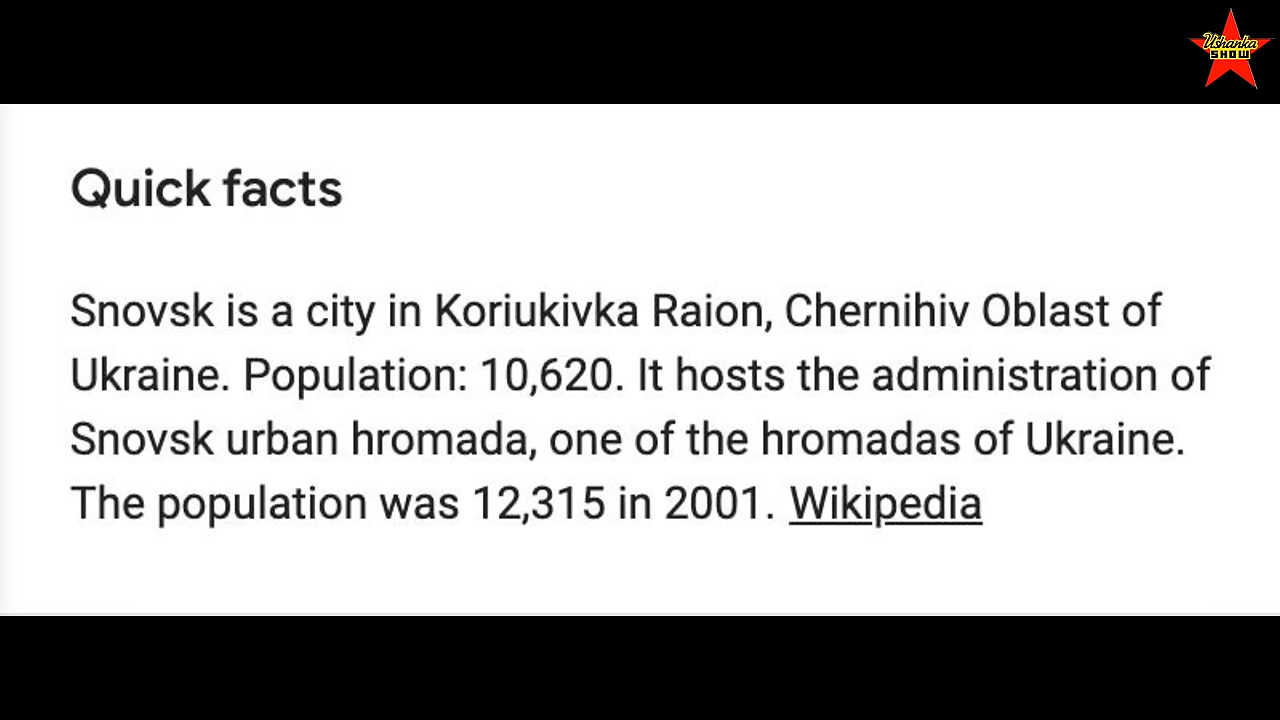 Ushanka
SHOW
Quick facts
Snovsk is a city in Koriukivka Raion, Chernihiv Oblast of
Ukraine. Population: 10,620. It hosts the administration of
Snovsk urban hromada, one of the hromadas of Ukraine.
The population was 12,315 in 2001. Wikipedia